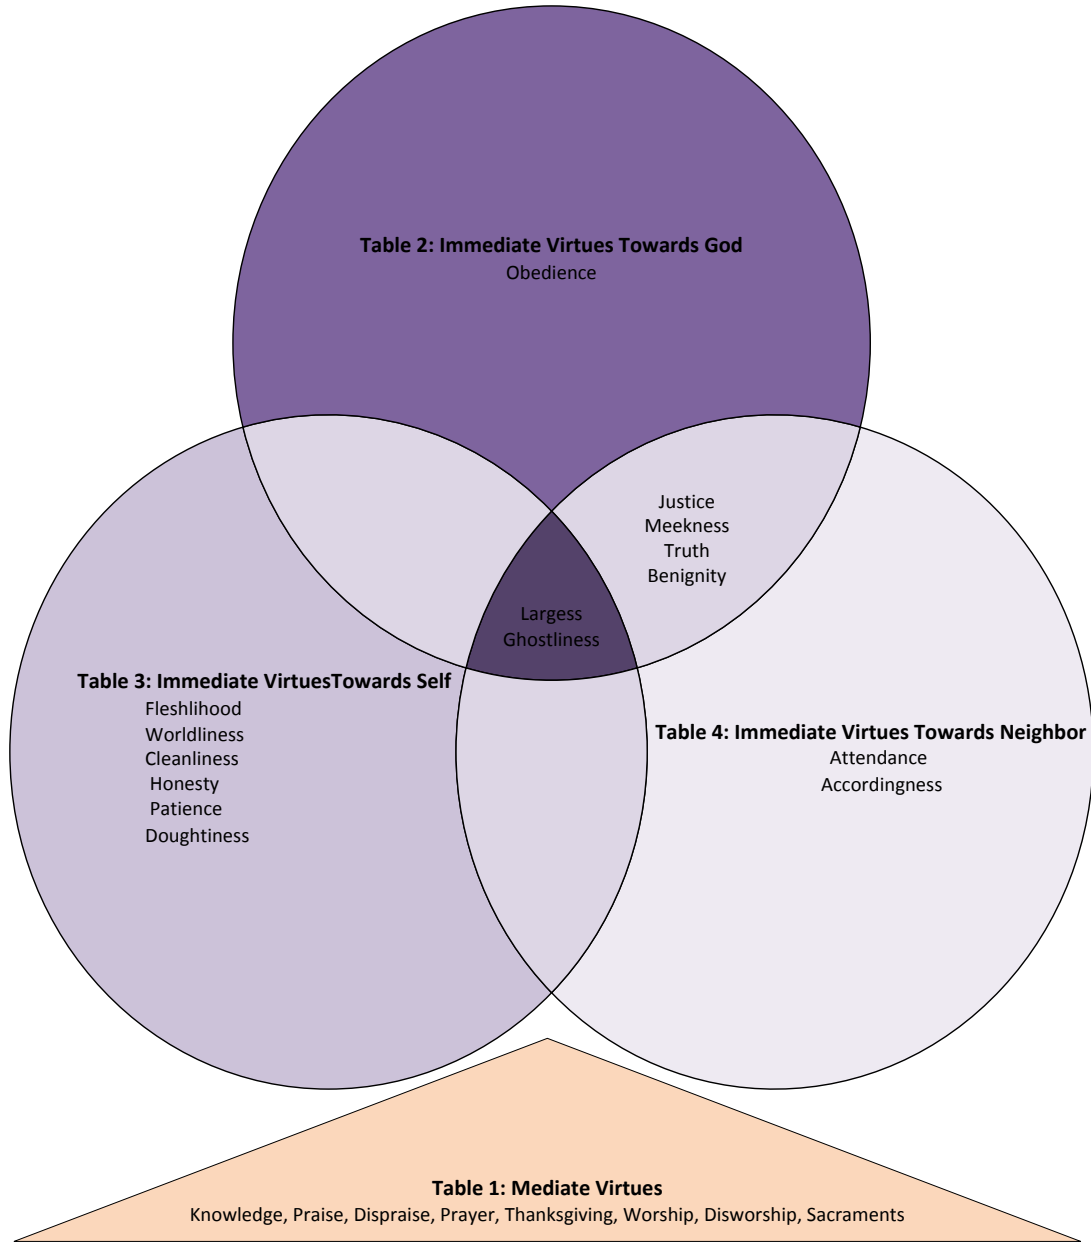 Table 2: Immediate Virtues Towards God
Obedience
Justice
Meekness
Truth
Benignity
Largess
Ghostliness
Table 3: Immediate VirtuesTowards Self
Fleshlihood
Worldliness
Cleanliness
Honesty
Patience
Doughtiness
Table 4: Immediate Virtues Towards Neighbor
Attendance
Accordingness
Table 1: Mediate Virtues
Knowledge, Praise, Dispraise, Prayer, Thanksgiving, Worship, Disworship, Sacraments